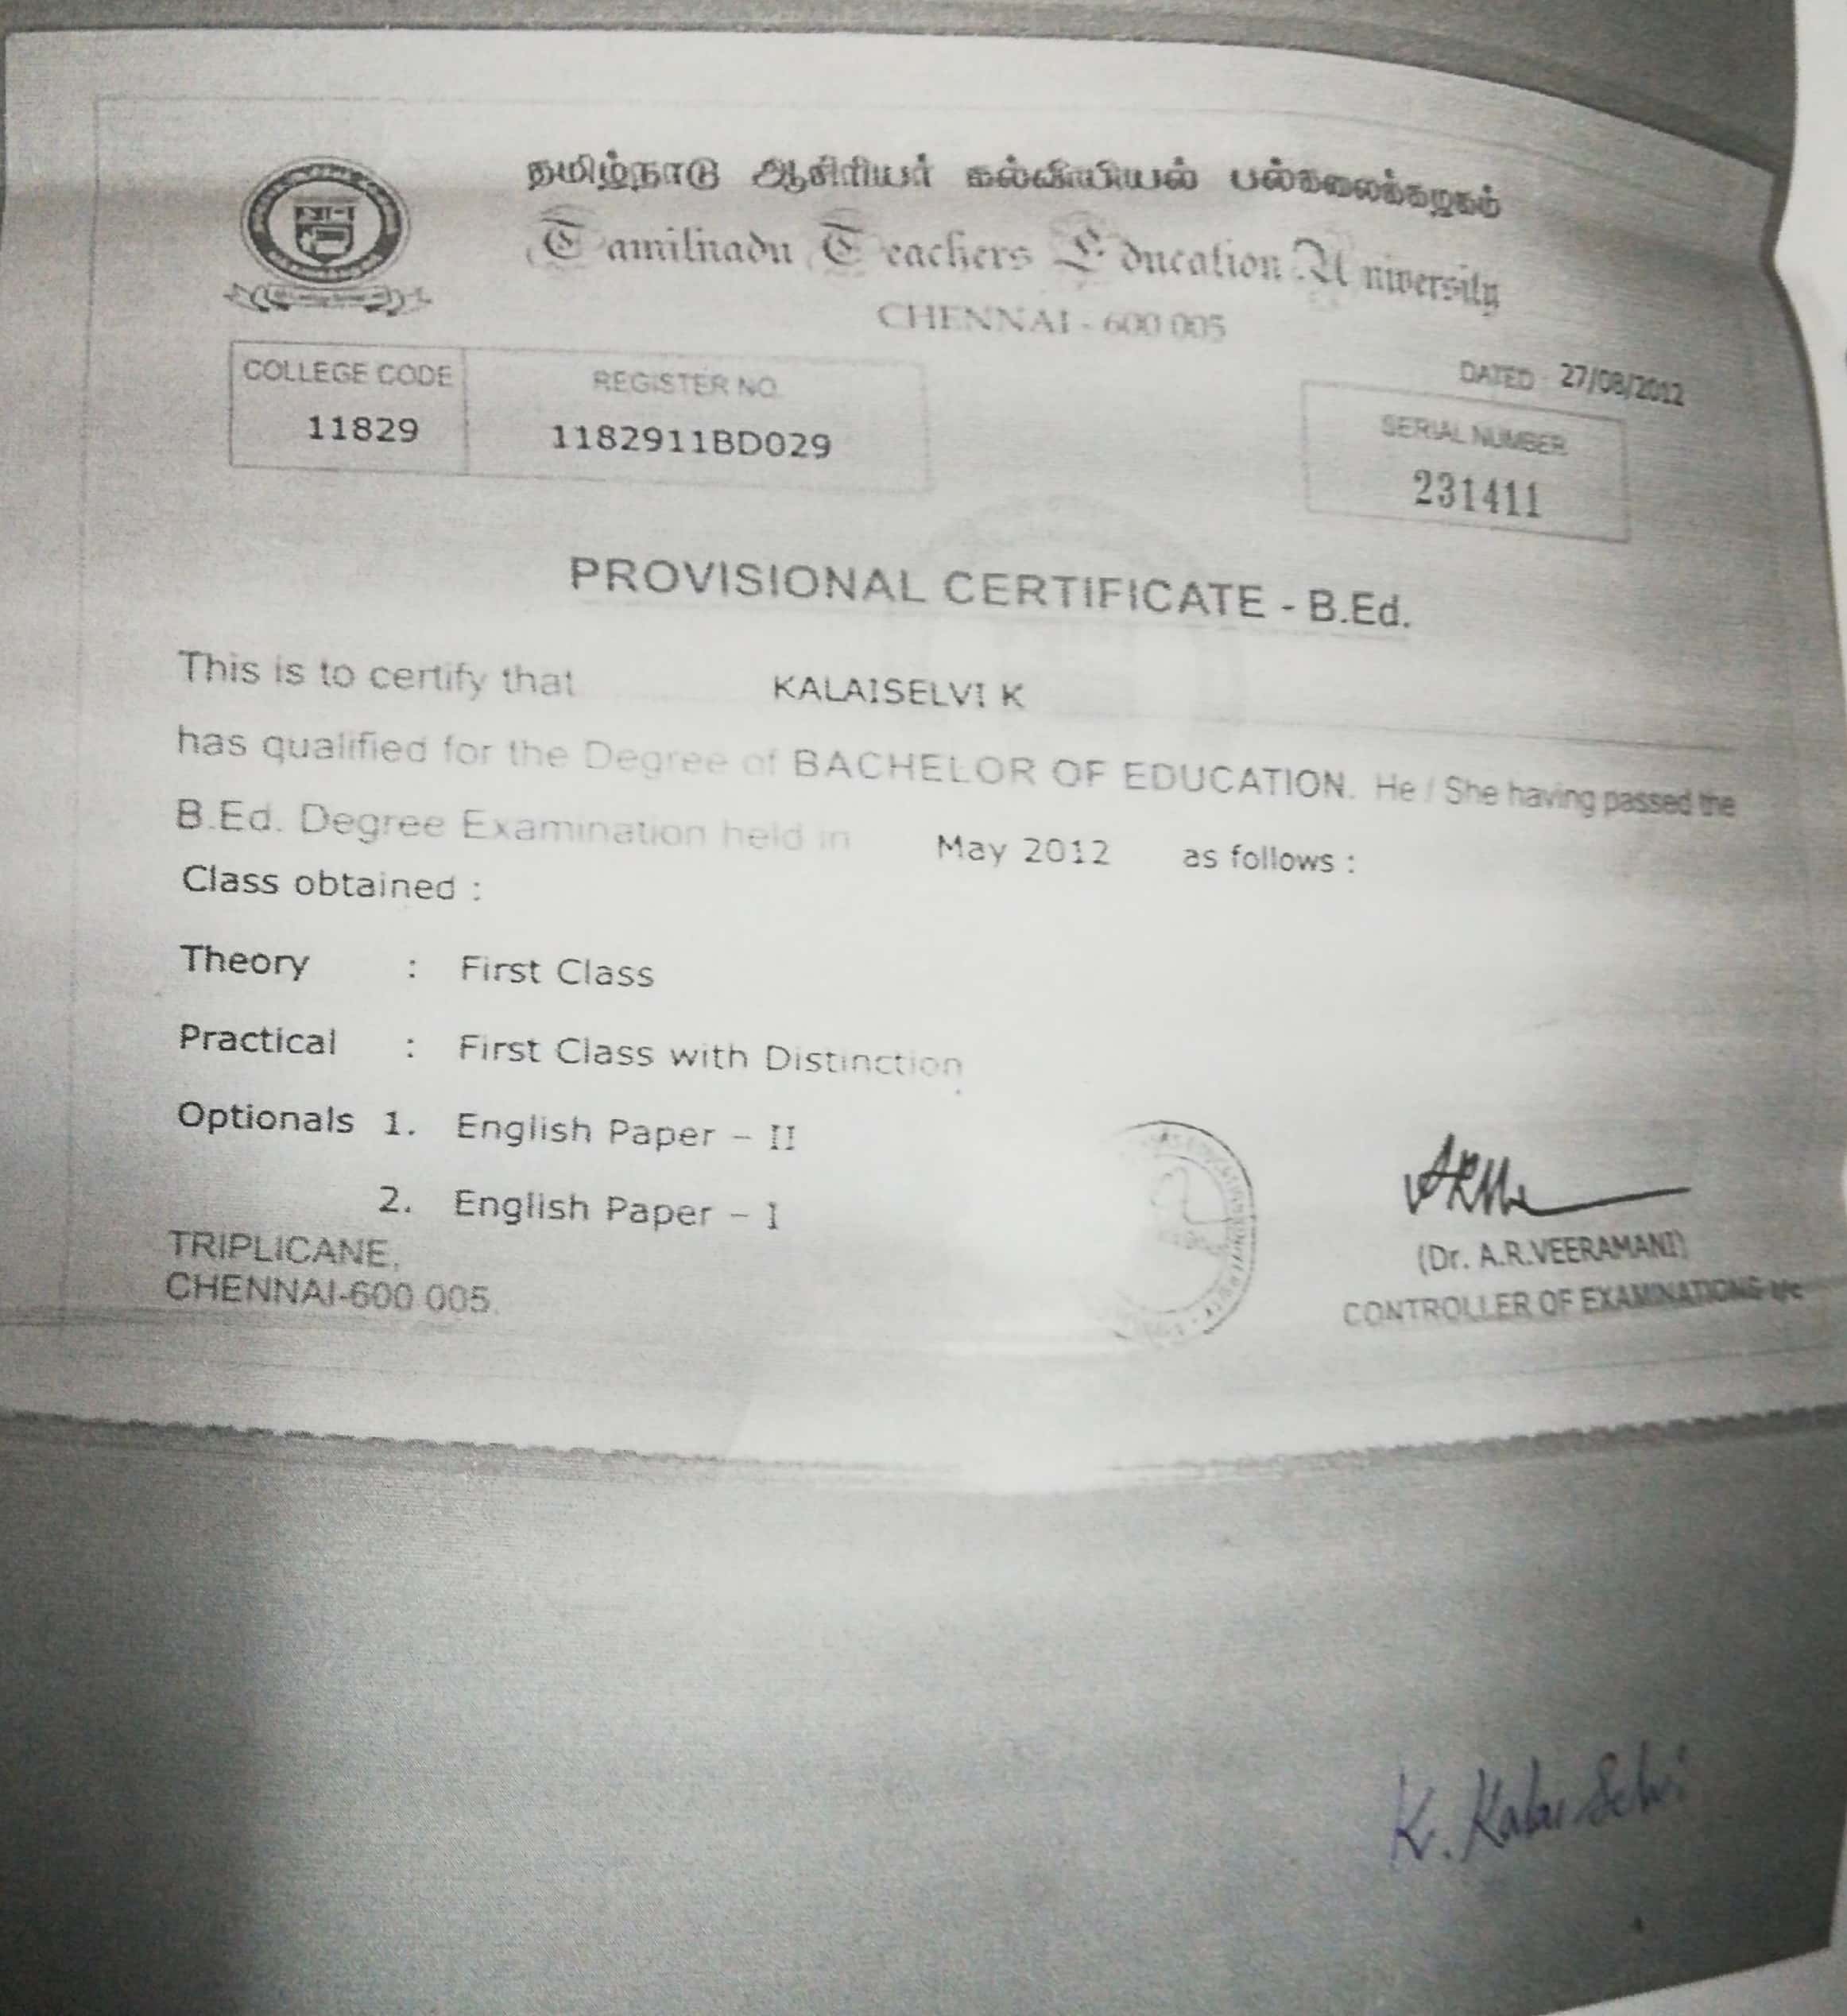 தமிழ்நாடு ஆசிரியர் கல்வியியல் பல்கலைக்கழகம்
Tamilnadu Teachers Education University
CHENNAI - 600 005
DATED 27/08/2012
COLLEGE CODE REGISTER NO
11829 1182911BD029
SERIAL NUMBER
231411
PROVISIONAL CERTIFICATE - B.Ed.
This is to certify that KALAISELVI K
has qualified for the Degree of BACHELOR OF EDUCATION. He / She having passed the
B.Ed. Degree Examination held in May 2012 as follows :
Class obtained :
Theory : First Class
Practical : First Class with Distinction
Optionals 1. English Paper – II
2. English Paper – I
TRIPLICANE,
CHENNAI-600 005.
(Dr. A.R.VEERAMANI)
CONTROLLER OF EXAMINATIONS i/c
K. Kalai Selvi